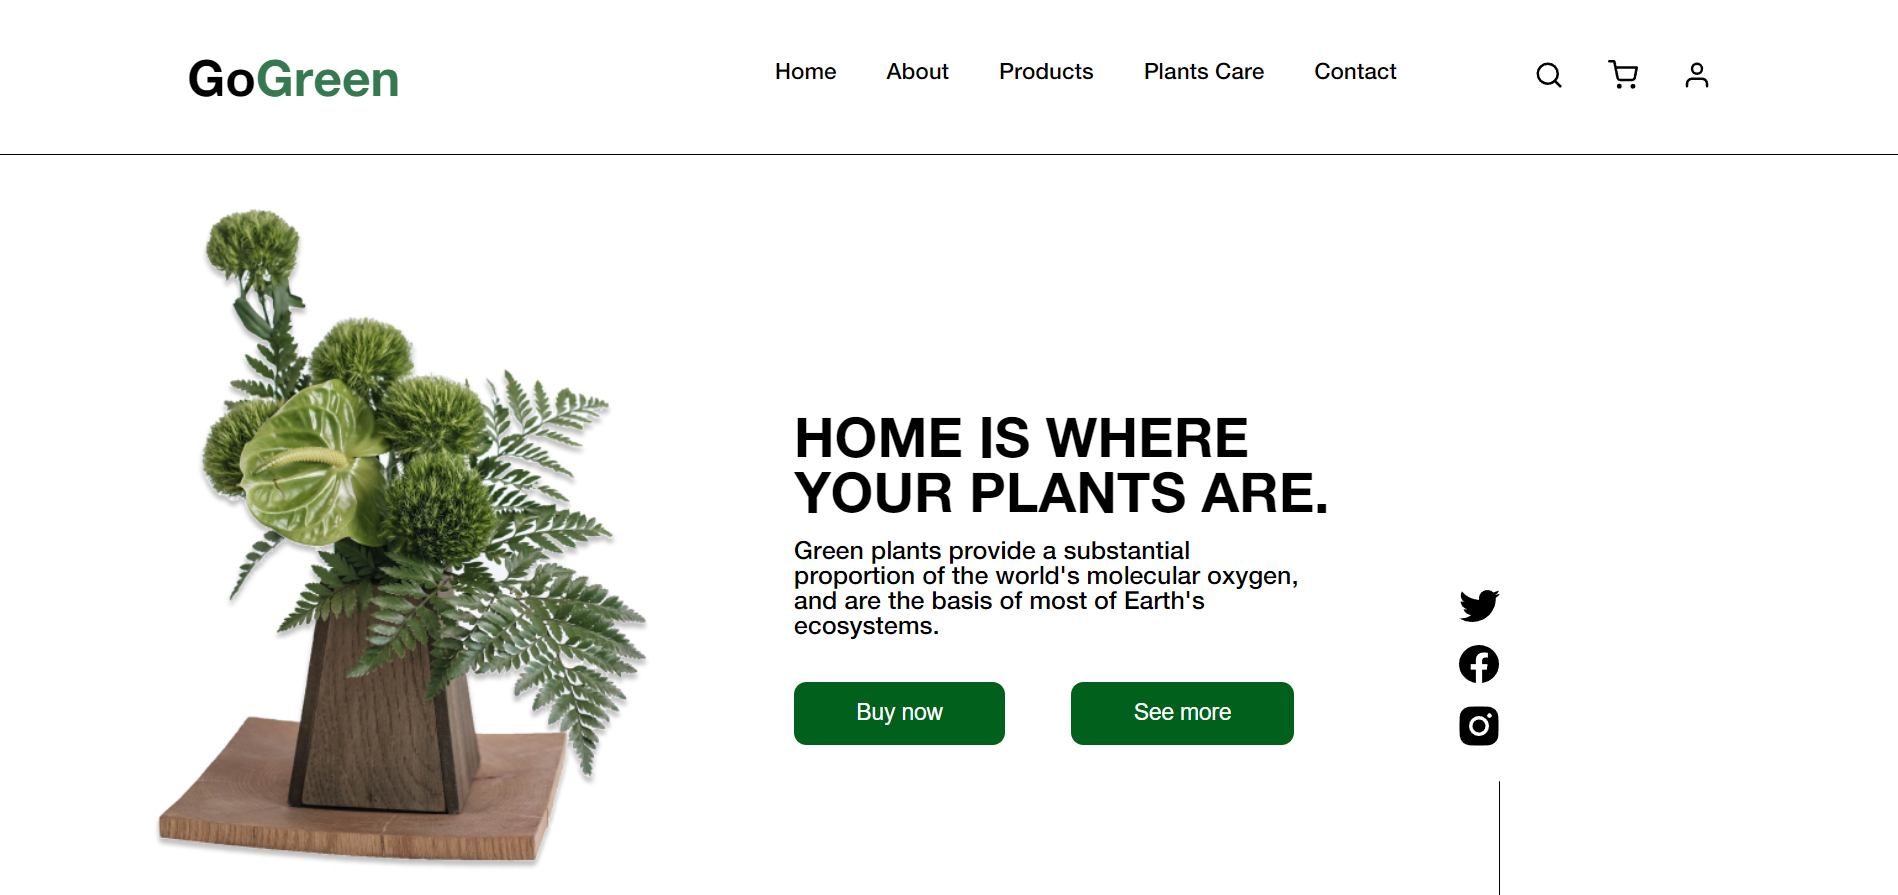 GoGreen
Home About Products Plants Care Contact
HOME IS WHERE
YOUR PLANTS ARE.
Green plants provide a substantial
proportion of the world's molecular oxygen,
and are the basis of most of Earth's
ecosystems.
Buy now See more